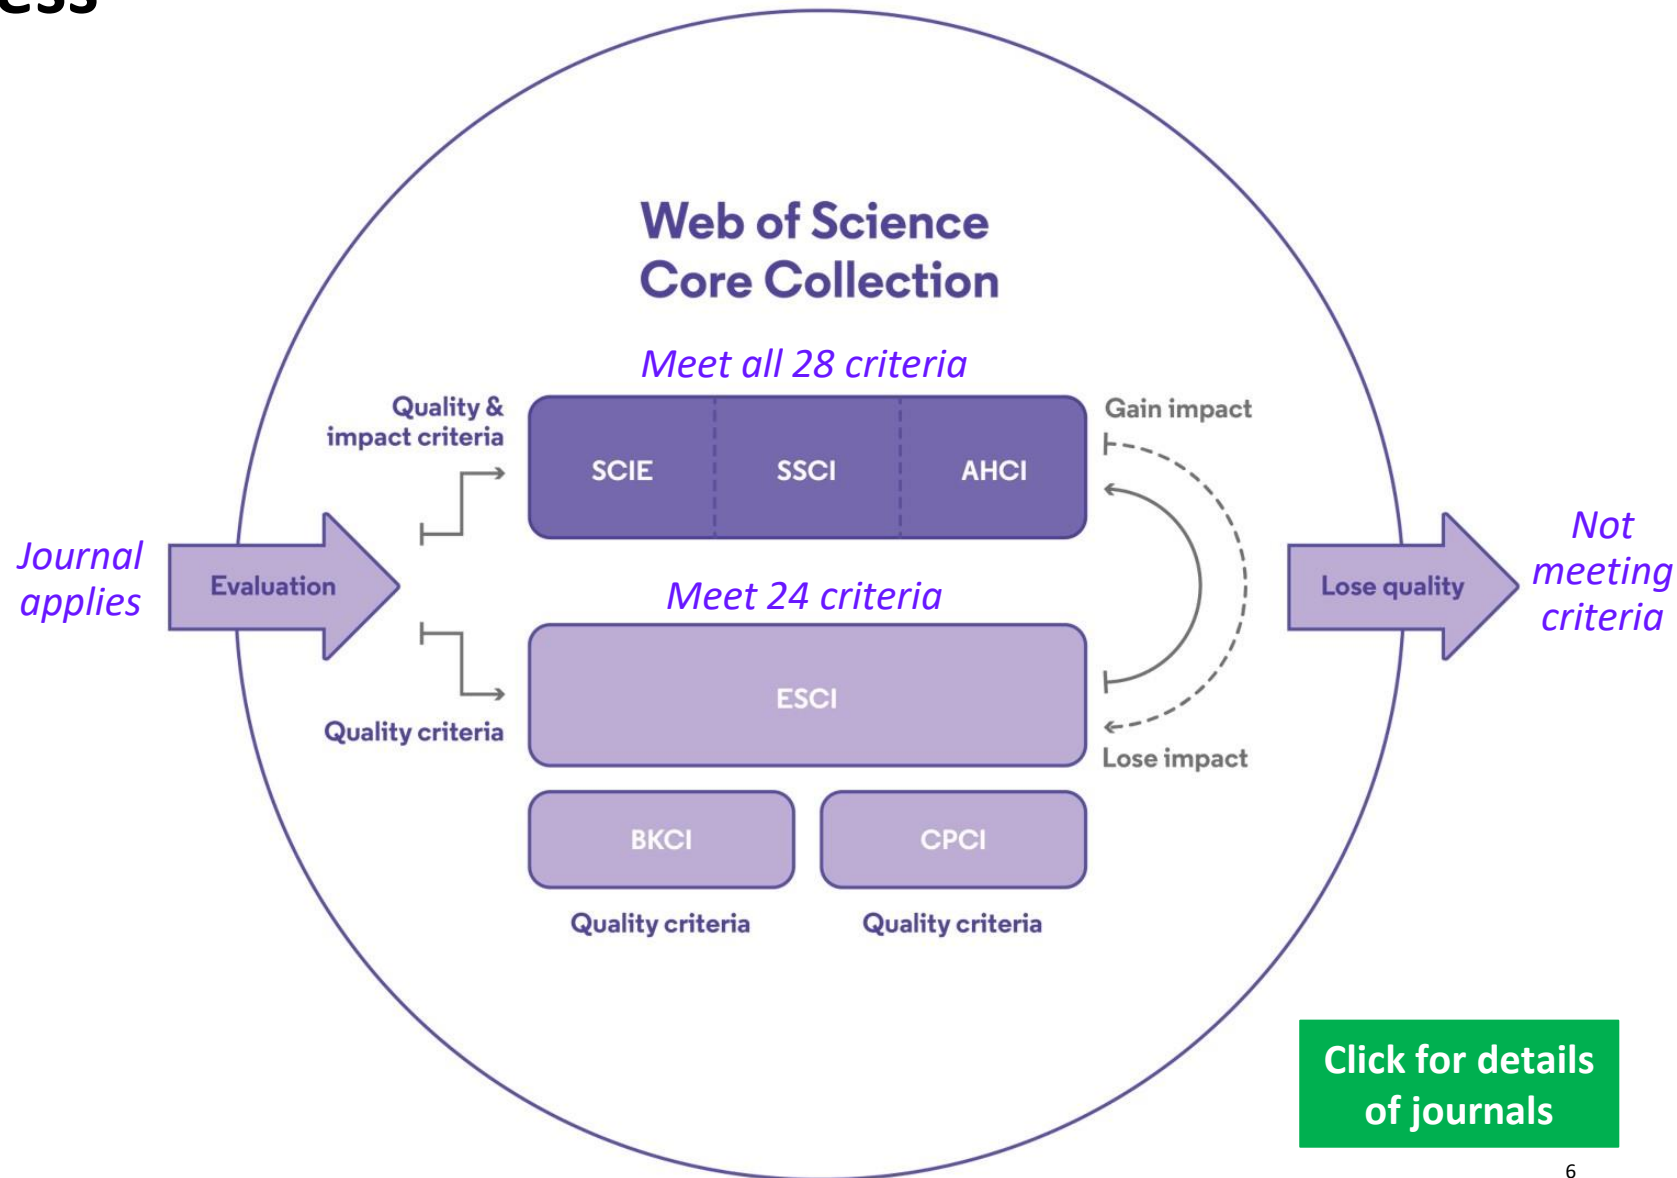 Web of Science
Core Collection
Meet all 28 criteria
Quality &
impact criteria
SCIE
SSCI
AHCI
Gain impact
Journal
applies
Evaluation
Meet 24 criteria
Lose quality
Not
meeting
criteria
ESCI
Quality criteria
Lose impact
BKCI
CPCI
Quality criteria
Quality criteria
Click for details
of journals
6